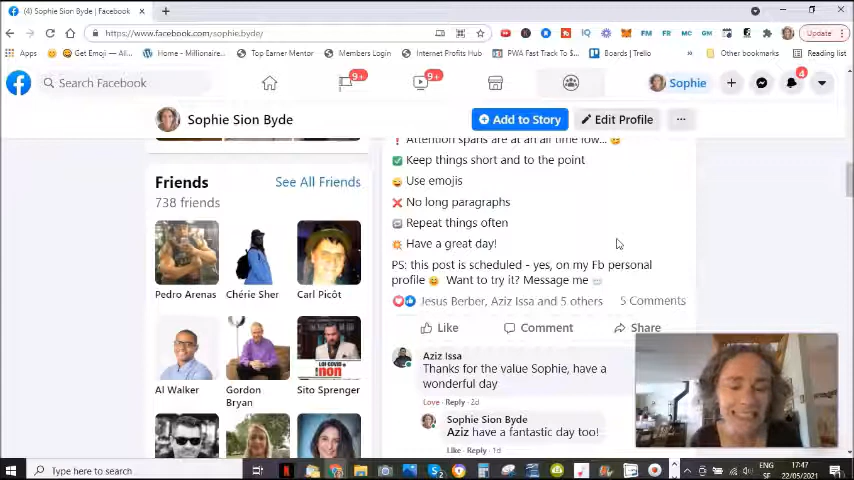 (4) Sophie Sion Byde | Facebook
https://www.facebook.com/sophie.byde/
Update
Apps
Get Emoji — All...
Home - Millionaire...
Top Earner Mentor
Members Login
Internet Profits Hub
PWA Fast Track To $...
Boards | Trello
Other bookmarks
Reading list
Search Facebook
9+
9+
Sophie
4
Sophie Sion Byde
Add to Story
Edit Profile
Friends
See All Friends
738 friends
Pedro Arenas
Chérie Sher
Carl Picôt
Al Walker
Gordon
Bryan
LOI COVID
NON
Sito Sprenger
Attention spans are at an all time low...
Keep things short and to the point
Use emojis
No long paragraphs
Repeat things often
Have a great day!
PS: this post is scheduled - yes, on my Fb personal
profile Want to try it? Message me
Jesus Berber, Aziz Issa and 5 others
5 Comments
Like
Comment
Share
Aziz Issa
Thanks for the value Sophie, have a
wonderful day
Love · Reply · 2d
Sophie Sion Byde
Aziz have a fantastic day too!
Like · Reply · 1d
Type here to search
ENG
SF
17:47
22/05/2021